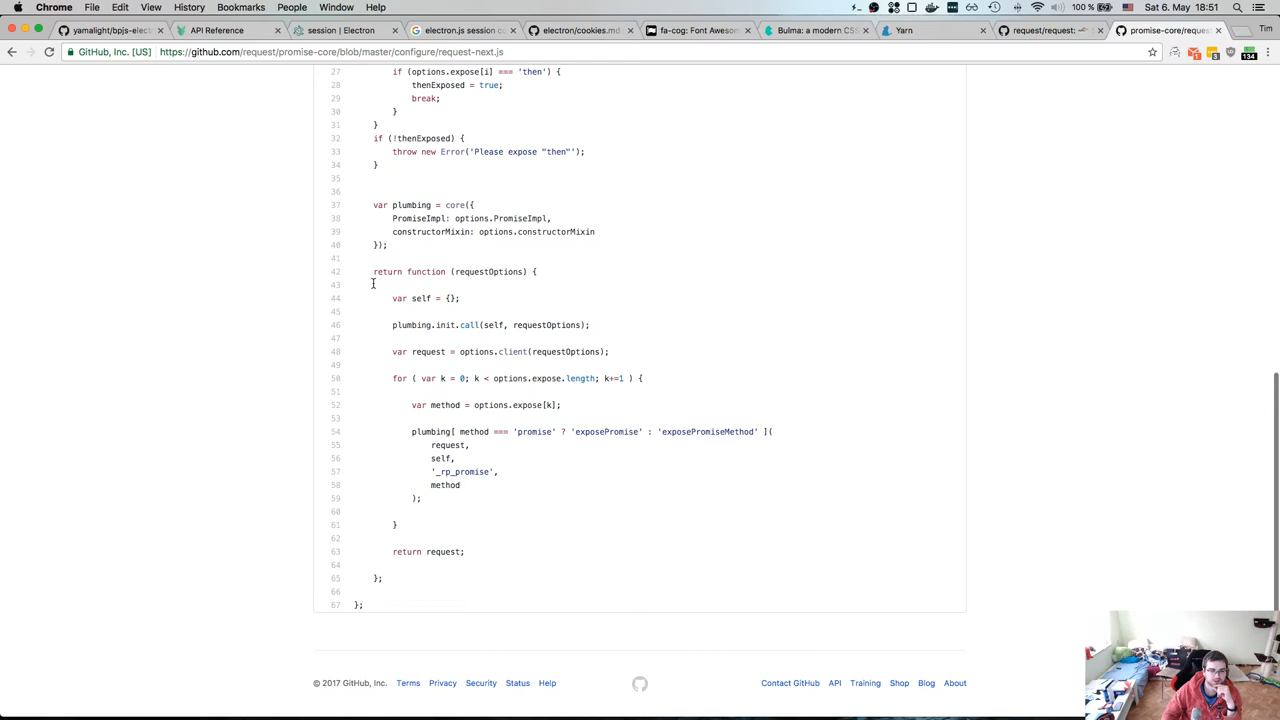 Chrome File Edit View History Bookmarks People Window Help 100 % Sat 6. May 18:51
yamalight/bpjs-elect API Reference session | Electron electron.js session co electron/cookies.md fa-cog: Font Aweso Bulma: a modern CSS Yarn request/request: promise-core/reque Tim
GitHub, Inc. [US] https://github.com/request/promise-core/blob/master/configure/request-next.js 1 3 134
27 if (options.expose[i] === 'then') {
28 thenExposed = true;
29 break;
30 }
31 }
32 if (!thenExposed) {
33 throw new Error('Please expose "then"');
34 }
35
36
37 var plumbing = core({
38 PromiseImpl: options.PromiseImpl,
39 constructorMixin: options.constructorMixin
40 });
41
42 return function (requestOptions) {
43
44 var self = {};
45
46 plumbing.init.call(self, requestOptions);
47
48 var request = options.client(requestOptions);
49
50 for ( var k = 0; k < options.expose.length; k+=1 ) {
51
52 var method = options.expose[k];
53
54 plumbing[ method === 'promise' ? 'exposePromise' : 'exposePromiseMethod' ](
55 request,
56 self,
57 '_rp_promise',
58 method
59 );
60
61 }
62
63 return request;
64
65 };
66
67 };
© 2017 GitHub, Inc. Terms Privacy Security Status Help Contact GitHub API Training Shop Blog About